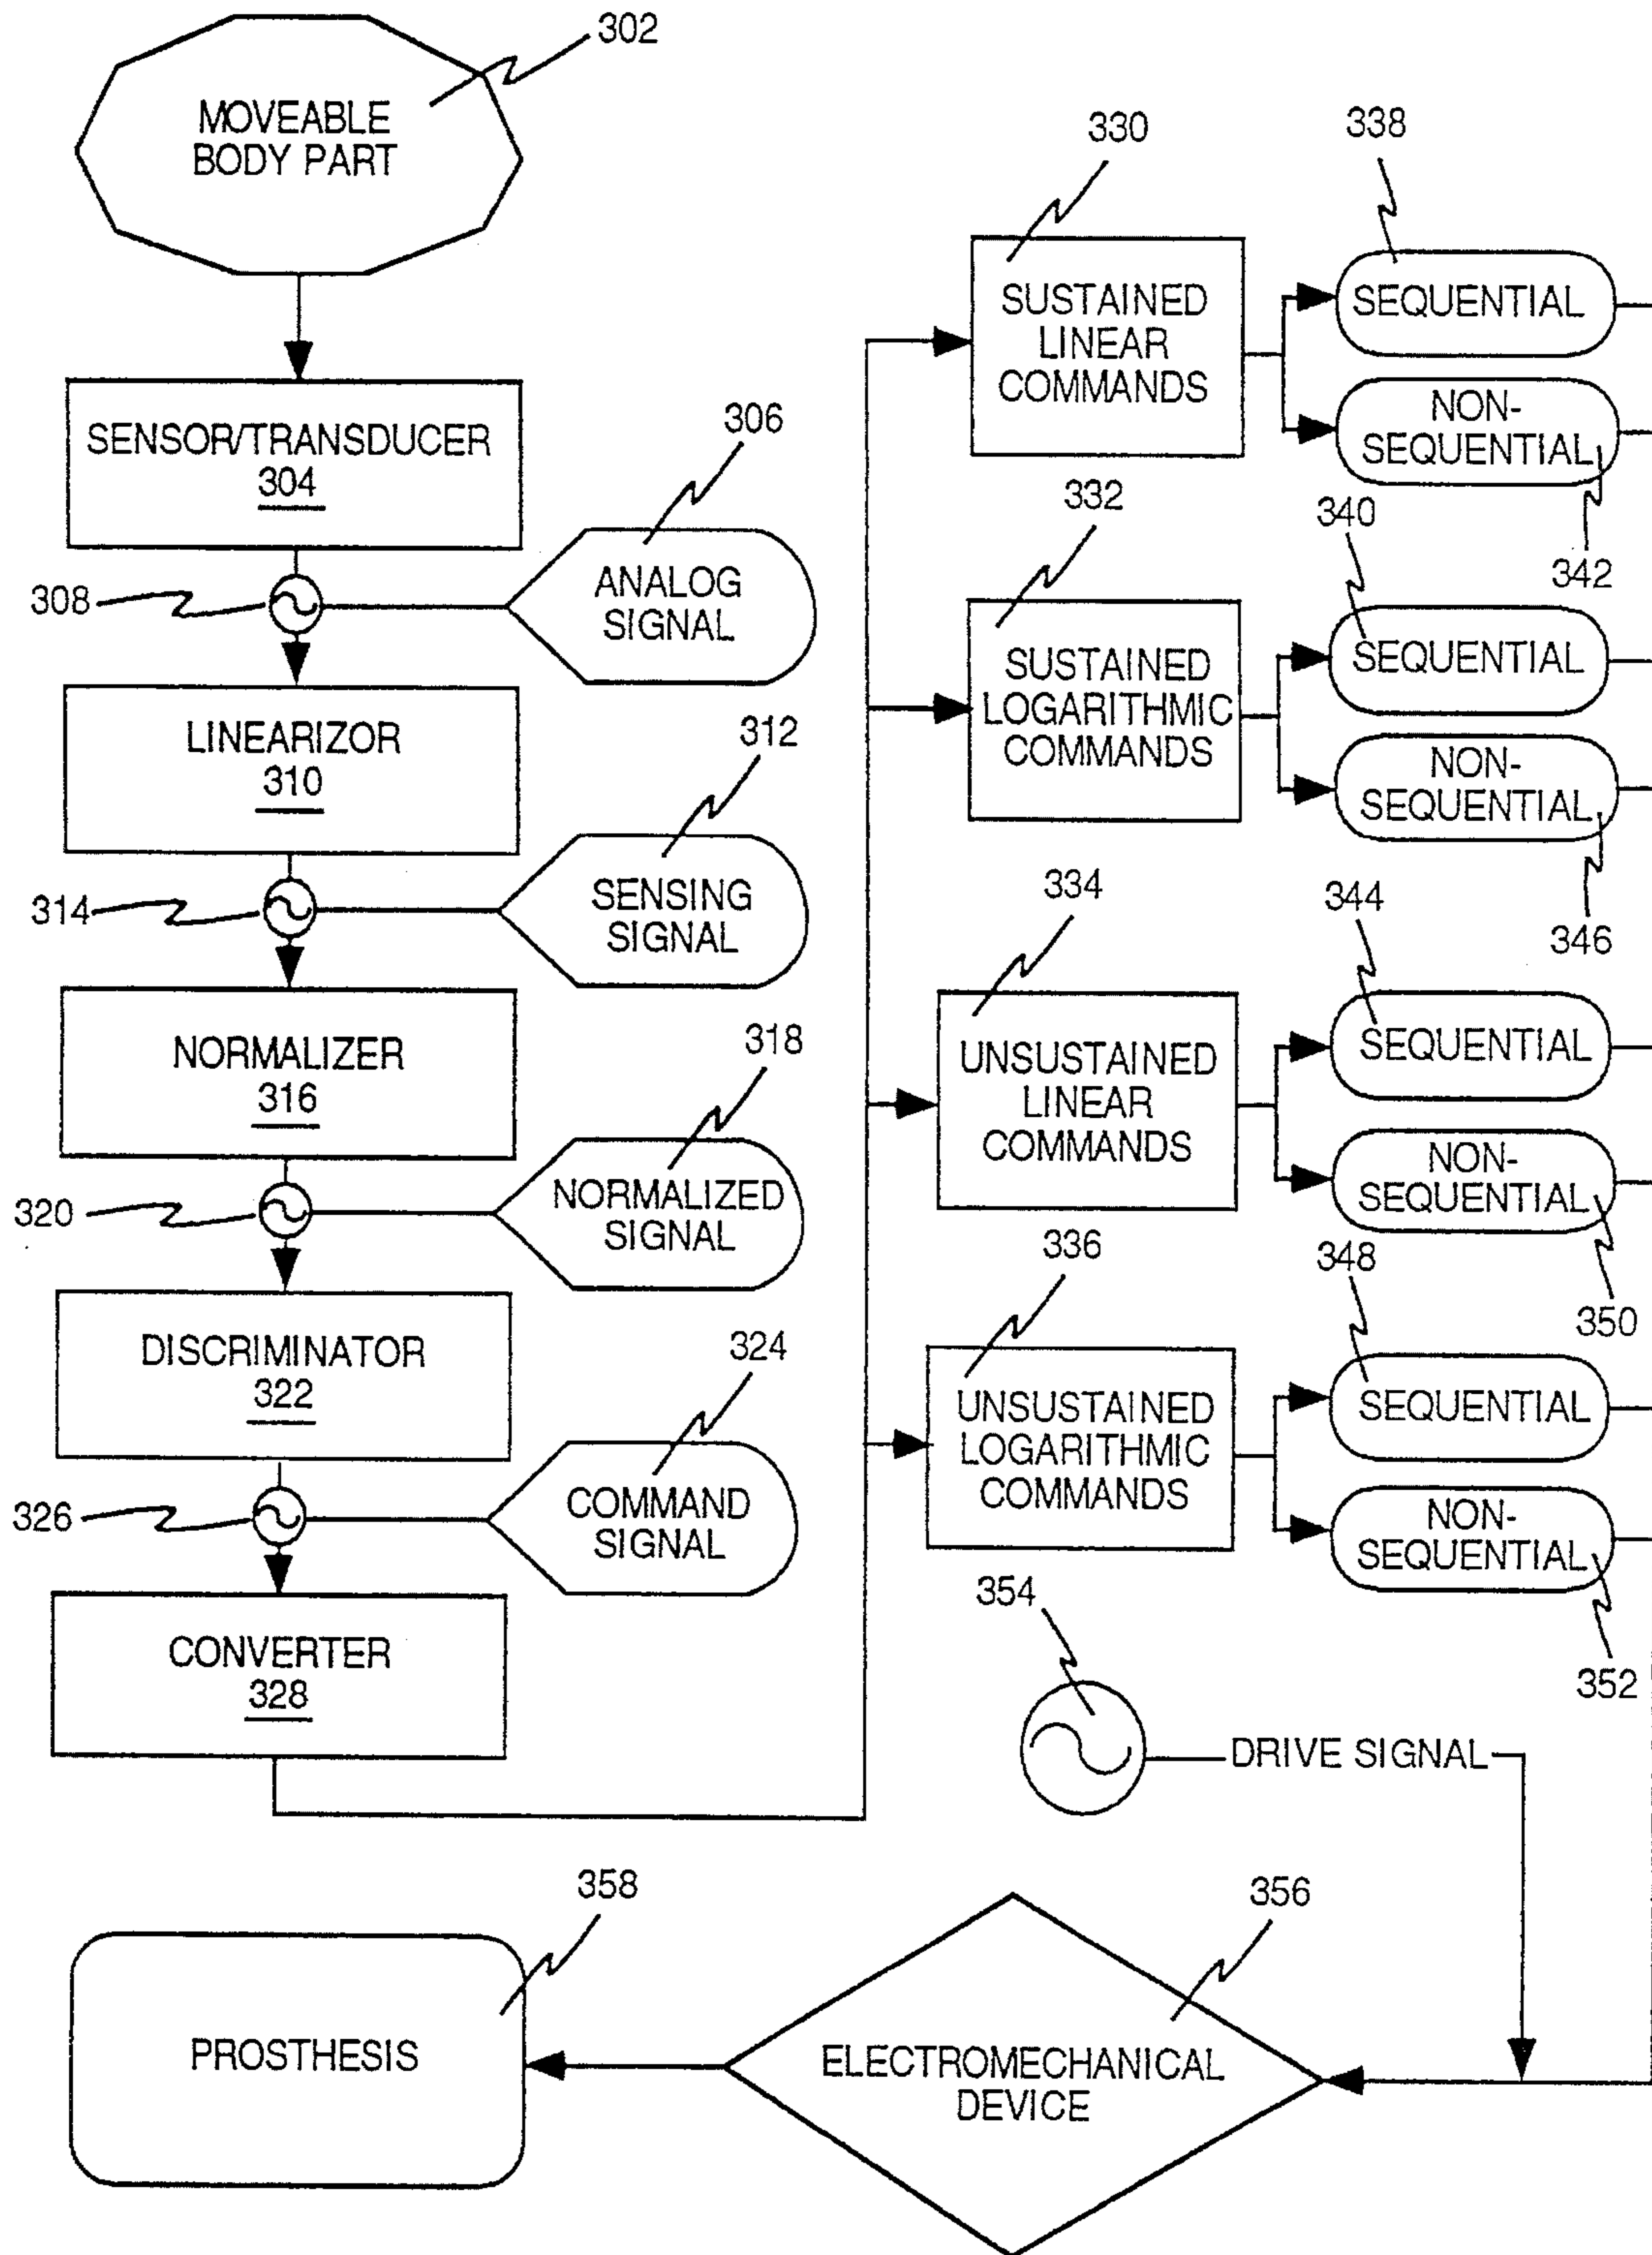 302
MOVEABLE
BODY PART
SENSOR/TRANSDUCER
304
306
ANALOG
SIGNAL
308
LINEARIZOR
310
312
SENSING
SIGNAL
314
NORMALIZER
316
318
NORMALIZED
SIGNAL
320
DISCRIMINATOR
322
324
COMMAND
SIGNAL
326
CONVERTER
328
330
SUSTAINED
LINEAR
COMMANDS
338
SEQUENTIAL
NON-
SEQUENTIAL
342
332
SUSTAINED
LOGARITHMIC
COMMANDS
340
SEQUENTIAL
NON-
SEQUENTIAL
346
334
UNSUSTAINED
LINEAR
COMMANDS
344
SEQUENTIAL
NON-
SEQUENTIAL
350
336
UNSUSTAINED
LOGARITHMIC
COMMANDS
348
SEQUENTIAL
NON-
SEQUENTIAL
352
354
DRIVE SIGNAL
356
ELECTROMECHANICAL
DEVICE
358
PROSTHESIS